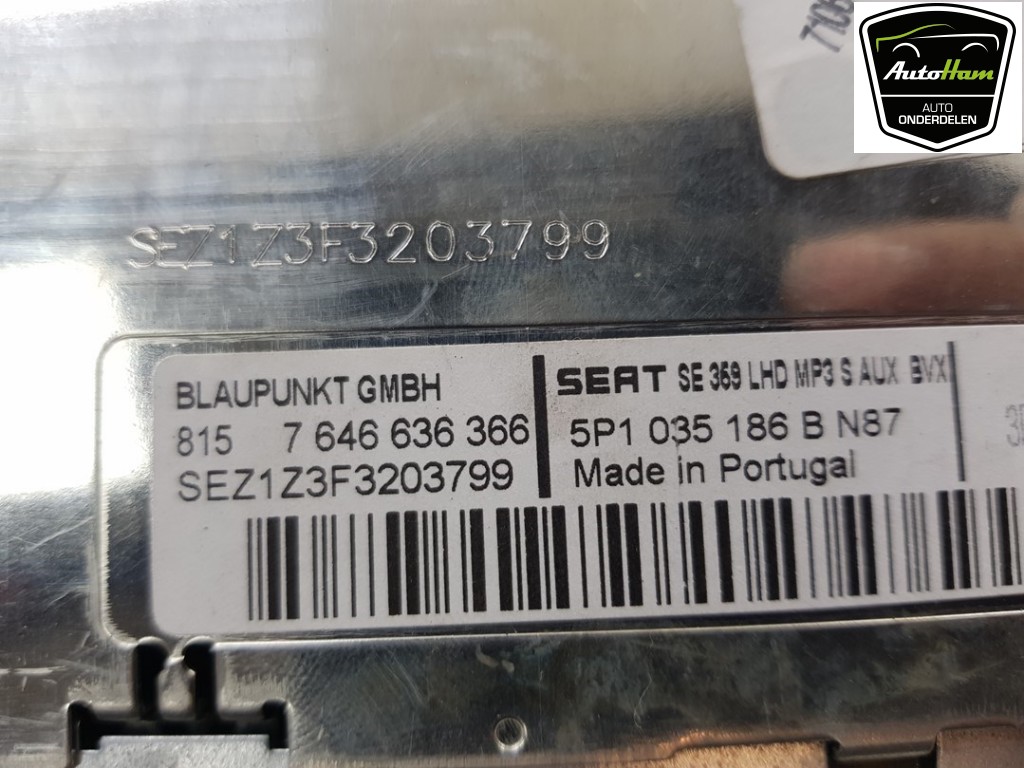 AutoHam
AUTO
ONDERDELEN
SEZ1Z3F3203799
BLAUPUNKT GMBH
815 7 646 636 366
SEZ1Z3F3203799
SEAT SE 359 LHD MP3 S AUX BVX
5P1 035 186 B N87
Made in Portugal